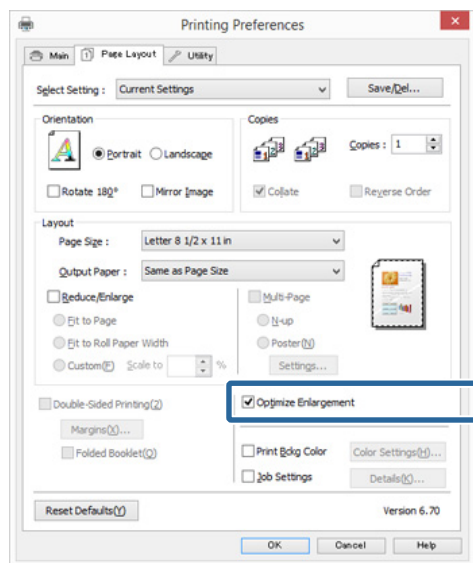 Printing Preferences
Main Page Layout Utility
Select Setting : Current Settings Save/Del...
Orientation Copies
Portrait Landscape Copies : 1
Rotate 180° Mirror Image Collate Reverse Order
Layout
Page Size : Letter 8 1/2 x 11 in
Output Paper : Same as Page Size
Reduce/Enlarge Multi-Page
Fit to Page N-up
Fit to Roll Paper Width Poster(N)
Custom(F) Scale to % Settings...
Double-Sided Printing(2) Optimize Enlargement
Margins(X)...
Folded Booklet(O) Print Bckg Color Color Settings(H)...
Job Settings Details(K)...
Reset Defaults(Y) Version 6.70
OK Cancel Help